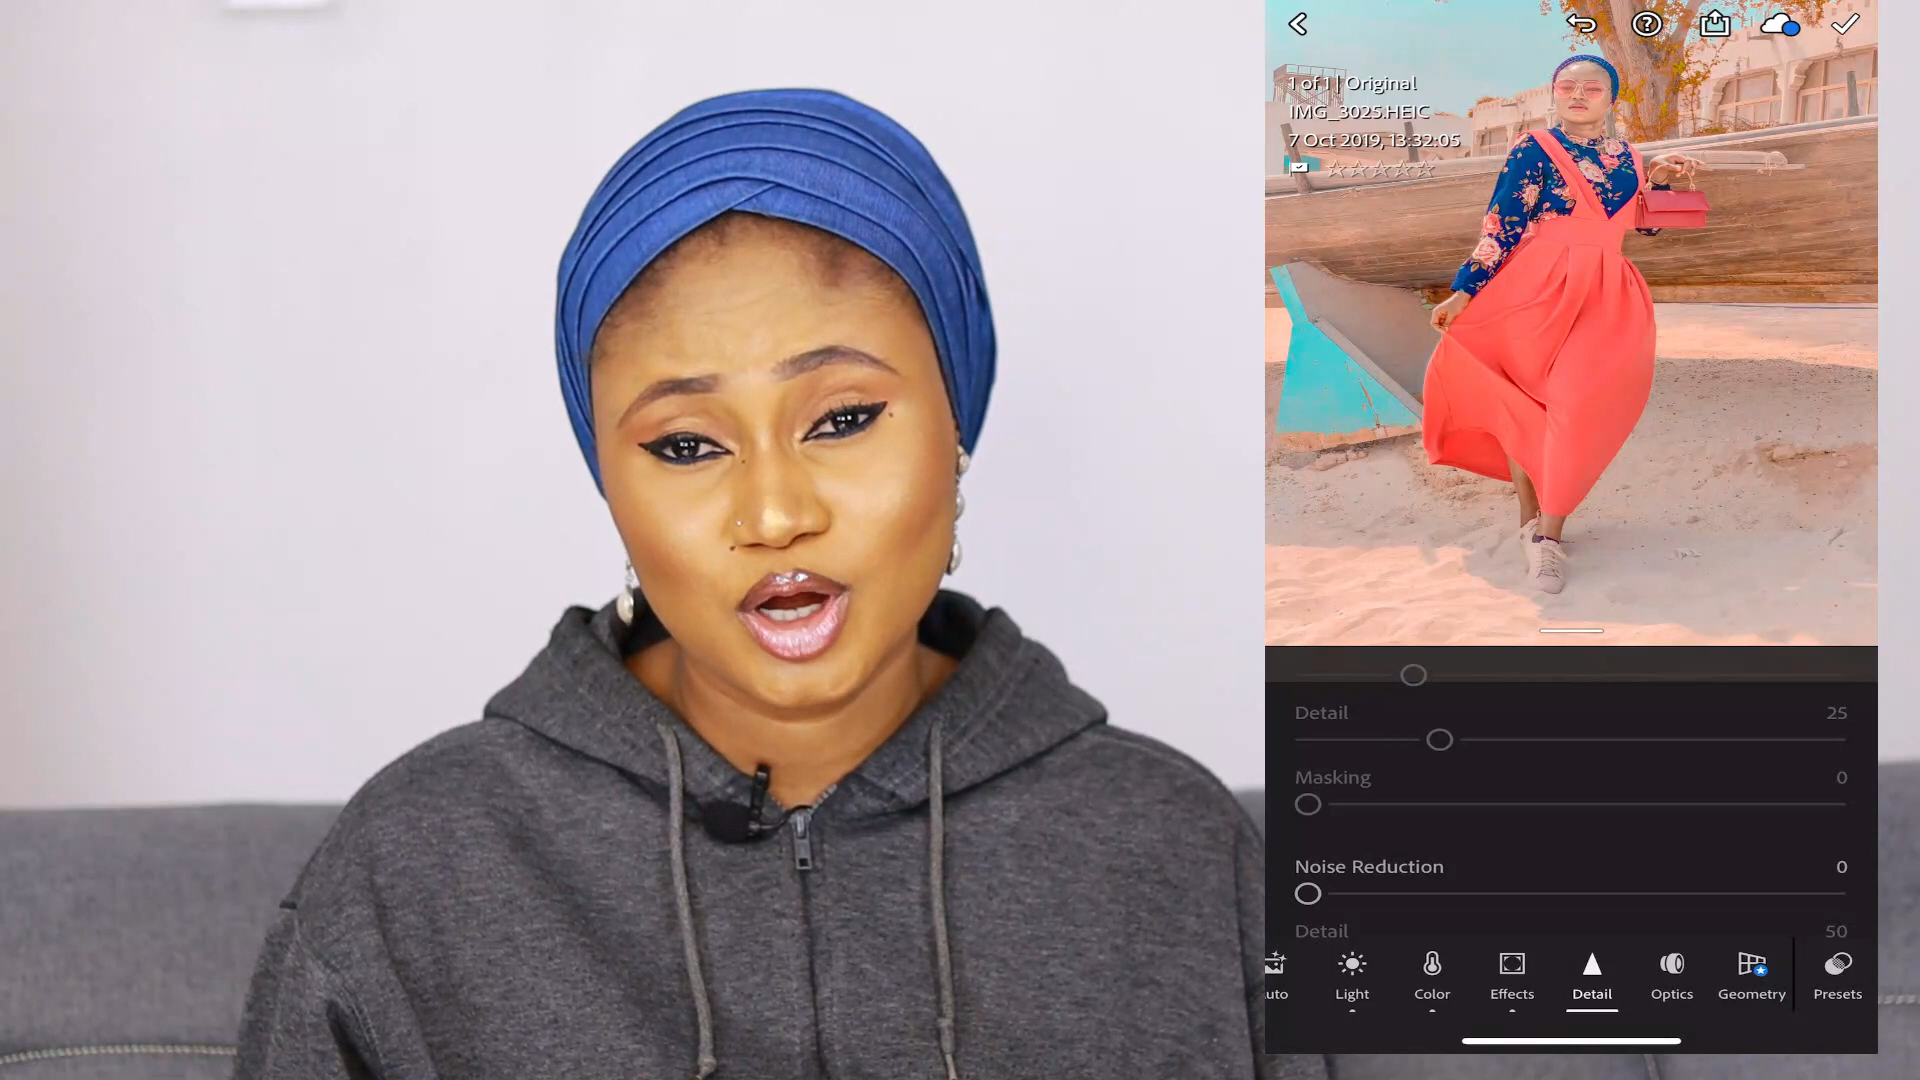 1 of 1 | Original
IMG_3025.HEIC
7 Oct 2019, 13:32:05
Detail 25
Masking 0
Noise Reduction 0
Detail 50
uto Light Color Effects Detail Optics Geometry Presets